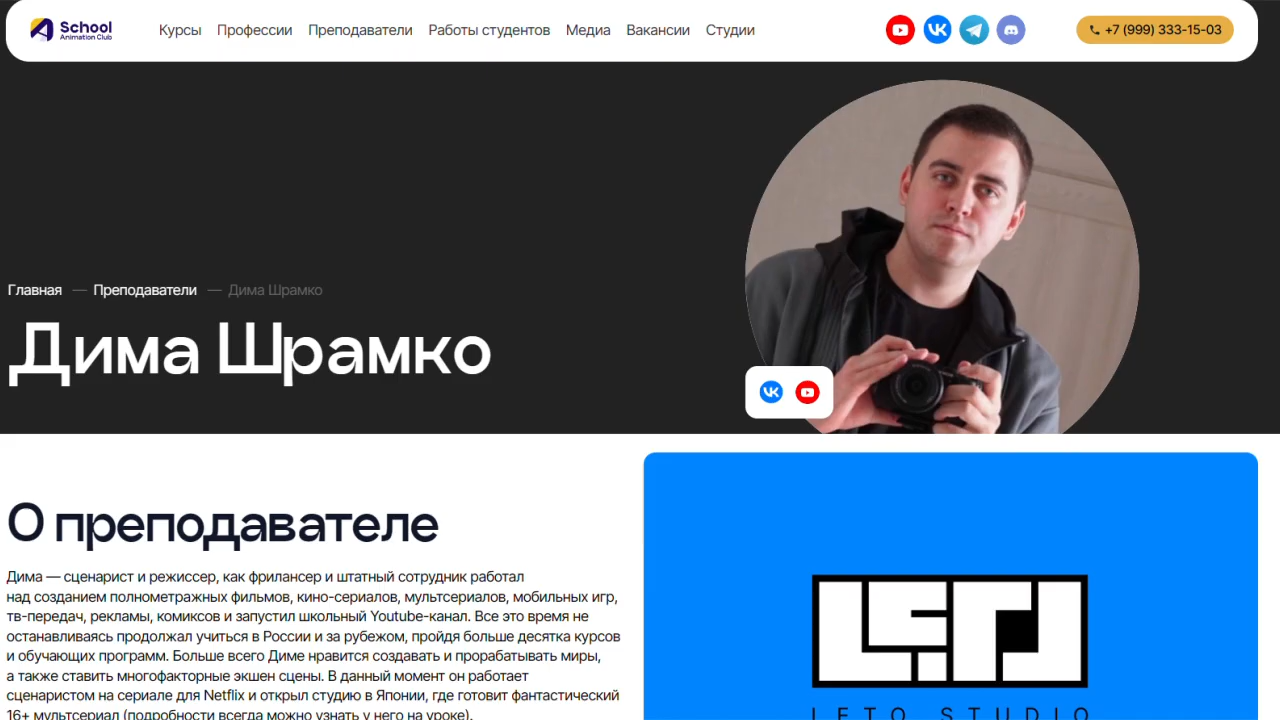 School
Animation Club
Курсы Профессии Преподаватели Работы студентов Медиа Вакансии Студии
+7 (999) 333-15-03
Главная — Преподаватели — Дима Шрамко
Дима Шрамко
О преподавателе
Дима — сценарист и режиссер, как фрилансер и штатный сотрудник работал
над создaнием полнометражных фильмов, кино-сериалов, мультсериалов, мобильных игр,
тв-передач, рекламы, комиксов и запустил школьный Youtube-канал. Все это время не
останавливаясь продолжал учиться в России и за рубежом, пройдя больше десятка курсов
и обучающих программ. Больше всего Диме нравится создавать и прорабатывать миры,
а также ставить многофакторные экшен сцены. В данный момент он работает
сценаристом на сериале для Netflix и открыл студию в Японии, где готовит фантастический
16+ мультсериал (подробности всегда можно узнать у него на уроке).
LETO
LETO STUDIO